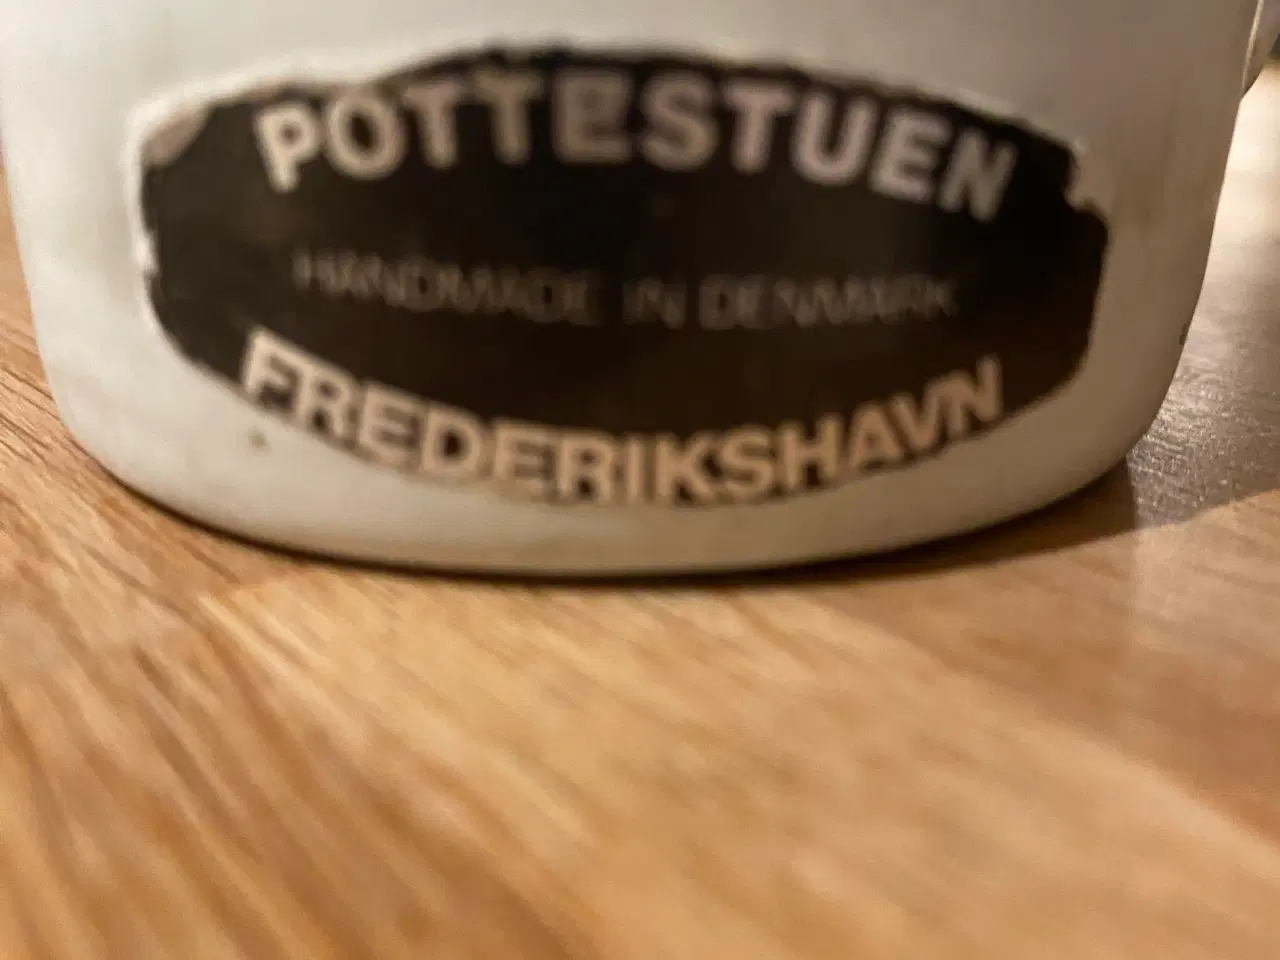 POTTESTUEN
HANDMADE IN DENMARK
FREDERIKSHAVN